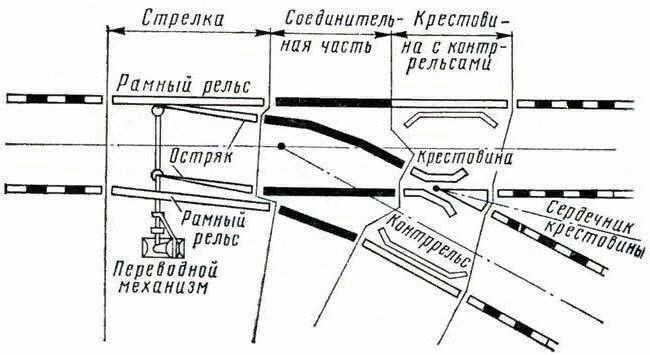 Стрелка
Соединитель-
ная часть
Крестови-
на с контр-
рельсами
Рамный рельс
Остряк
Рамный
рельс
Переводной
механизм
Крестовина
Контррельс
Сердечник
крестовины